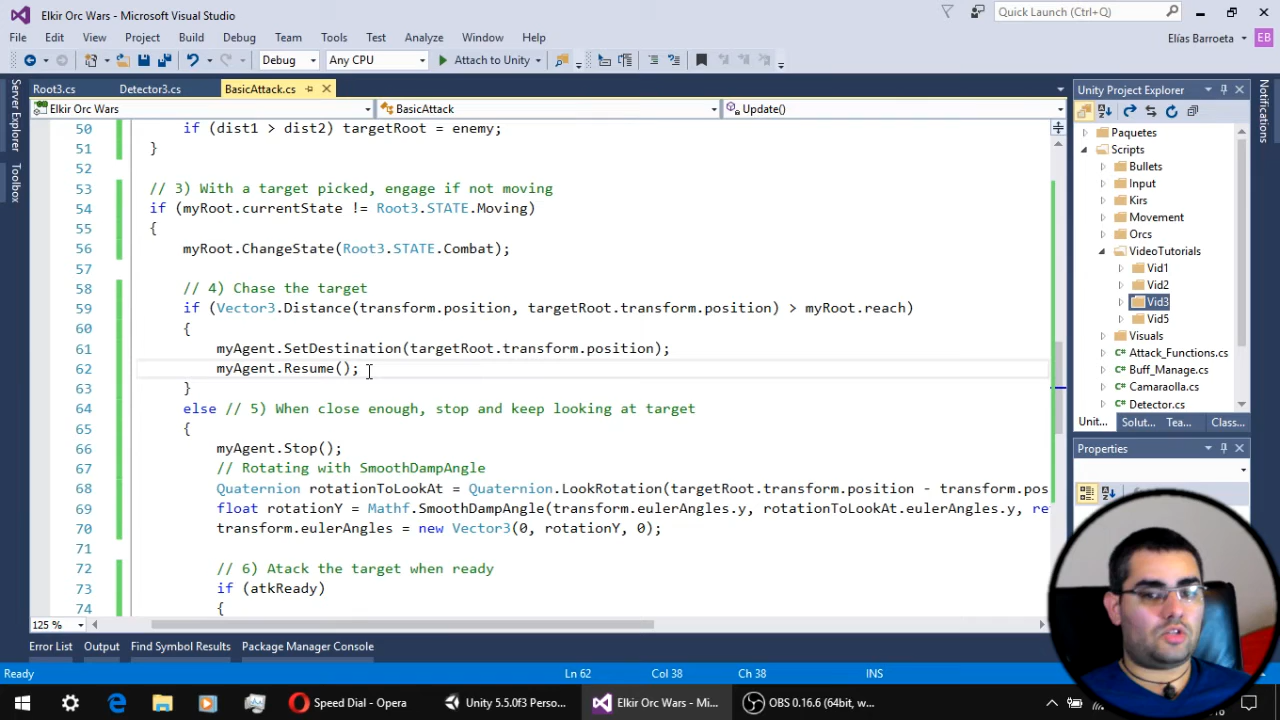 Elkir Orc Wars - Microsoft Visual Studio
Quick Launch (Ctrl+Q)
File Edit View Project Build Debug Team Tools Test Analyze Window Help
Elías Barroeta EB
Debug Any CPU Attach to Unity
Root3.cs Detector3.cs BasicAttack.cs
Elkir Orc Wars BasicAttack Update()
Server Explorer
Toolbox
50 if (dist1 > dist2) targetRoot = enemy;
51 }
52
53 // 3) With a target picked, engage if not moving
54 if (myRoot.currentState != Root3.STATE.Moving)
55 {
56 myRoot.ChangeState(Root3.STATE.Combat);
57
58 // 4) Chase the target
59 if (Vector3.Distance(transform.position, targetRoot.transform.position) > myRoot.reach)
60 {
61 myAgent.SetDestination(targetRoot.transform.position);
62 myAgent.Resume();
63 }
64 else // 5) When close enough, stop and keep looking at target
65 {
66 myAgent.Stop();
67 // Rotating with SmoothDampAngle
68 Quaternion rotationToLookAt = Quaternion.LookRotation(targetRoot.transform.position - transform.pos
69 float rotationY = Mathf.SmoothDampAngle(transform.eulerAngles.y, rotationToLookAt.eulerAngles.y, re
70 transform.eulerAngles = new Vector3(0, rotationY, 0);
71
72 // 6) Atack the target when ready
73 if (atkReady)
74 {
125 %
Unity Project Explorer
Paquetes
Scripts
Bullets
Input
Kirs
Movement
Orcs
VideoTutorials
Vid1
Vid2
Vid3
Vid5
Visuals
Attack_Functions.cs
Buff_Manage.cs
Camaraolla.cs
Detector.cs
Unit... Solut... Tea... Class...
Properties
Notifications
Error List Output Find Symbol Results Package Manager Console
Ready Ln 62 Col 38 Ch 38 INS
Speed Dial - Opera Unity 5.5.0f3 Perso... Elkir Orc Wars - Mi... OBS 0.16.6 (64bit, w...